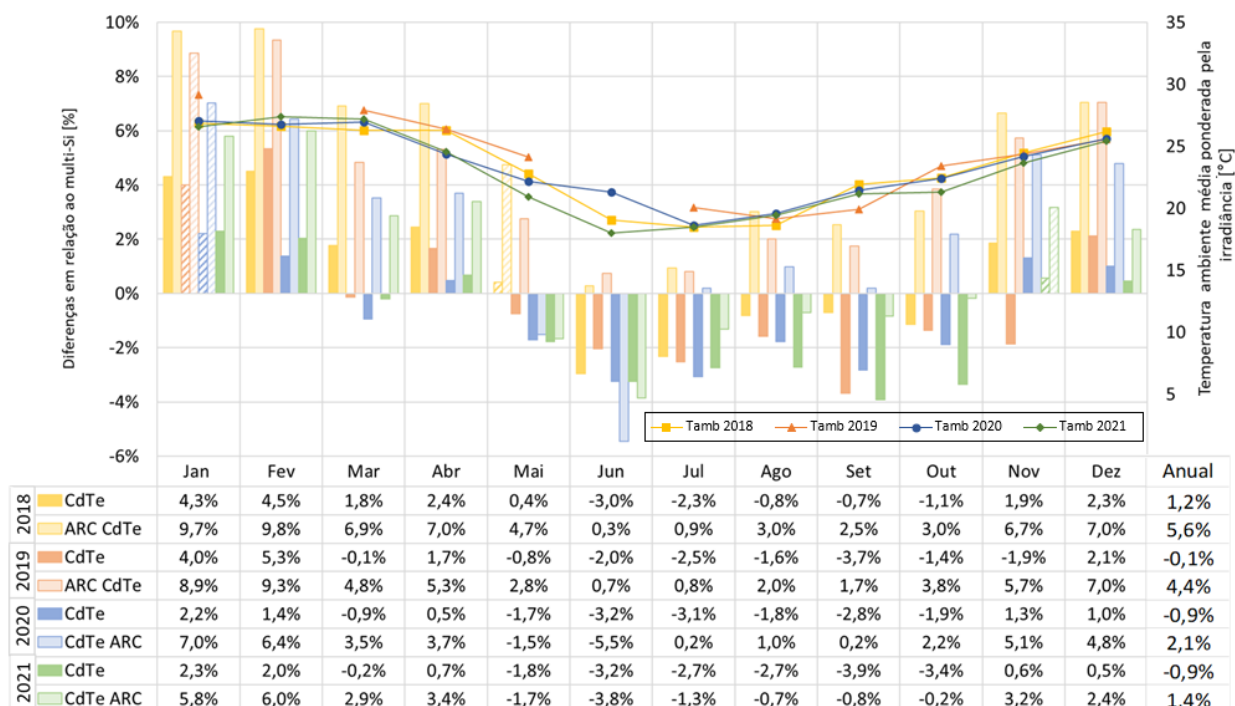 10%
8%
6%
4%
2%
0%
-2%
-4%
-6%
Diferenças em relação ao multi-Si [%]
35
30
25
20
15
10
5
Temperatura ambiente média ponderada pela
irradiância [°C]
Tamb 2018 Tamb 2019 Tamb 2020 Tamb 2021
Jan Fev Mar Abr Mai Jun Jul Ago Set Out Nov Dez Anual
2018
CdTe 4,3% 4,5% 1,8% 2,4% 0,4% -3,0% -2,3% -0,8% -0,7% -1,1% 1,9% 2,3% 1,2%
ARC CdTe 9,7% 9,8% 6,9% 7,0% 4,7% 0,3% 0,9% 3,0% 2,5% 3,0% 6,7% 7,0% 5,6%
2019
CdTe 4,0% 5,3% -0,1% 1,7% -0,8% -2,0% -2,5% -1,6% -3,7% -1,4% -1,9% 2,1% -0,1%
ARC CdTe 8,9% 9,3% 4,8% 5,3% 2,8% 0,7% 0,8% 2,0% 1,7% 3,8% 5,7% 7,0% 4,4%
2020
CdTe 2,2% 1,4% -0,9% 0,5% -1,7% -3,2% -3,1% -1,8% -2,8% -1,9% 1,3% 1,0% -0,9%
CdTe ARC 7,0% 6,4% 3,5% 3,7% -1,5% -5,5% 0,2% 1,0% 0,2% 2,2% 5,1% 4,8% 2,1%
2021
CdTe 2,3% 2,0% -0,2% 0,7% -1,8% -3,2% -2,7% -2,7% -3,9% -3,4% 0,6% 0,5% -0,9%
CdTe ARC 5,8% 6,0% 2,9% 3,4% -1,7% -3,8% -1,3% -0,7% -0,8% -0,2% 3,2% 2,4% 1,4%